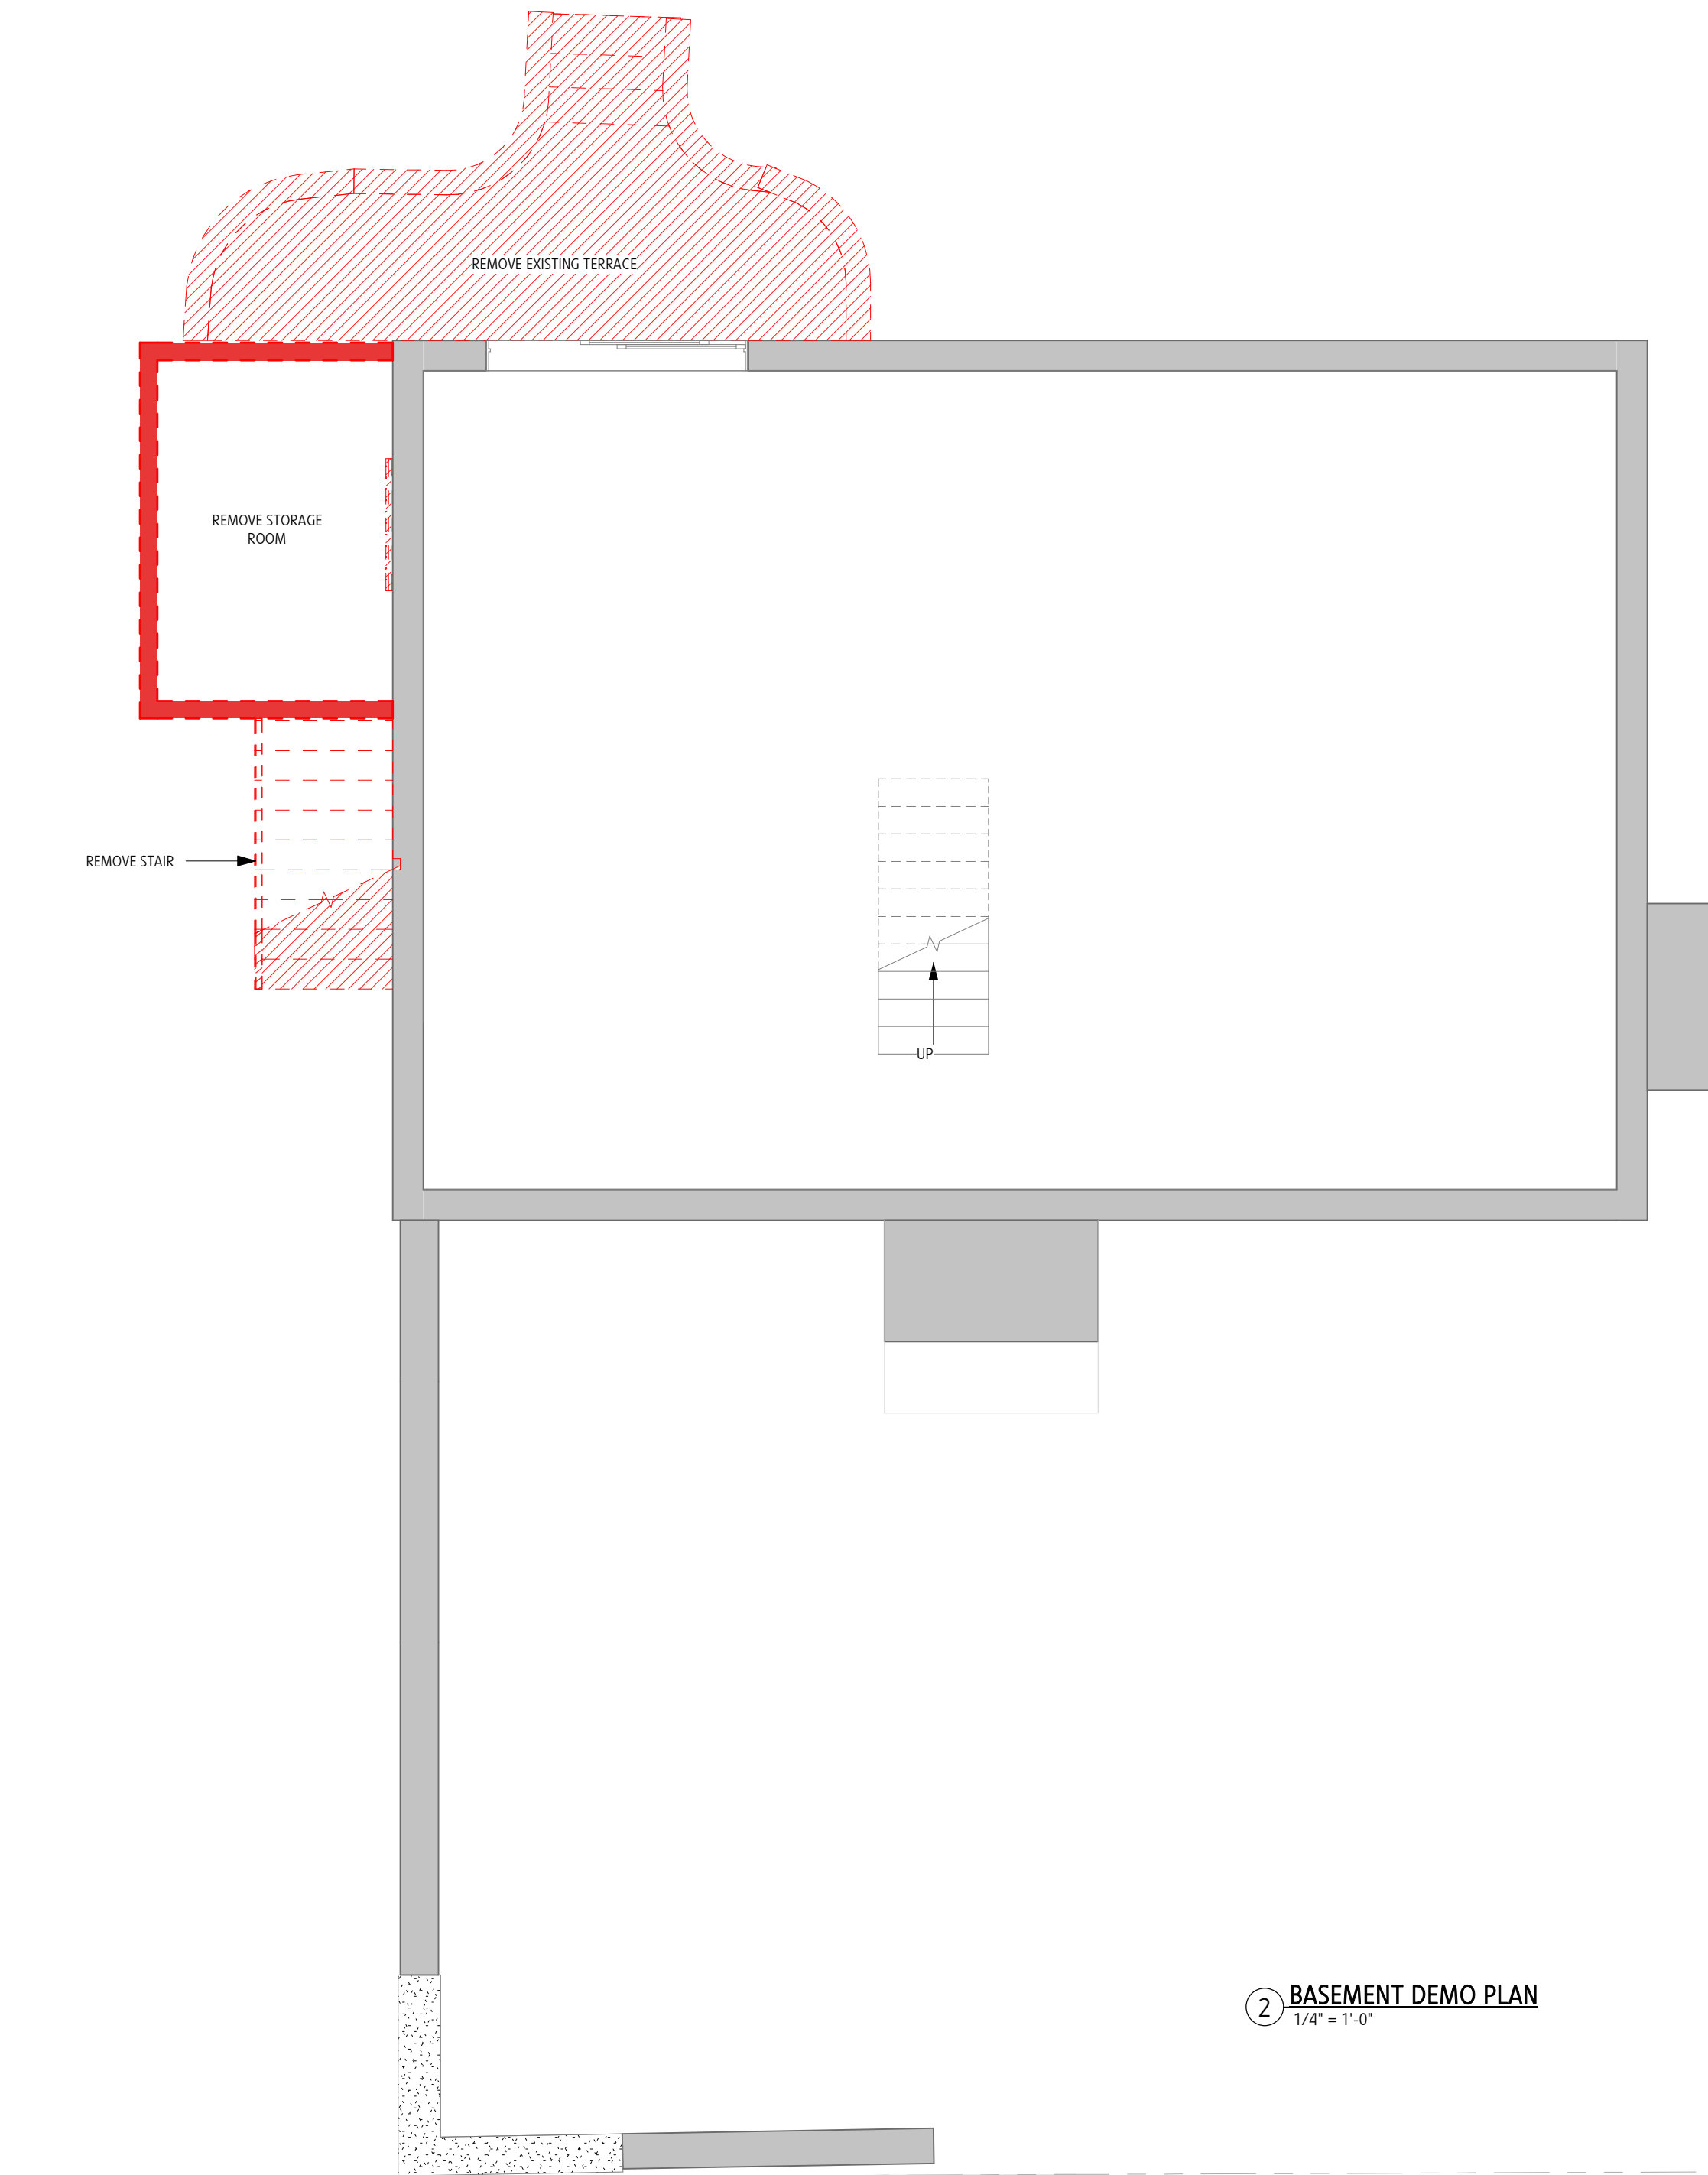 REMOVE EXISTING TERRACE
REMOVE STORAGE
ROOM
REMOVE STAIR
UP
2
BASEMENT DEMO PLAN
1/4" = 1'-0"